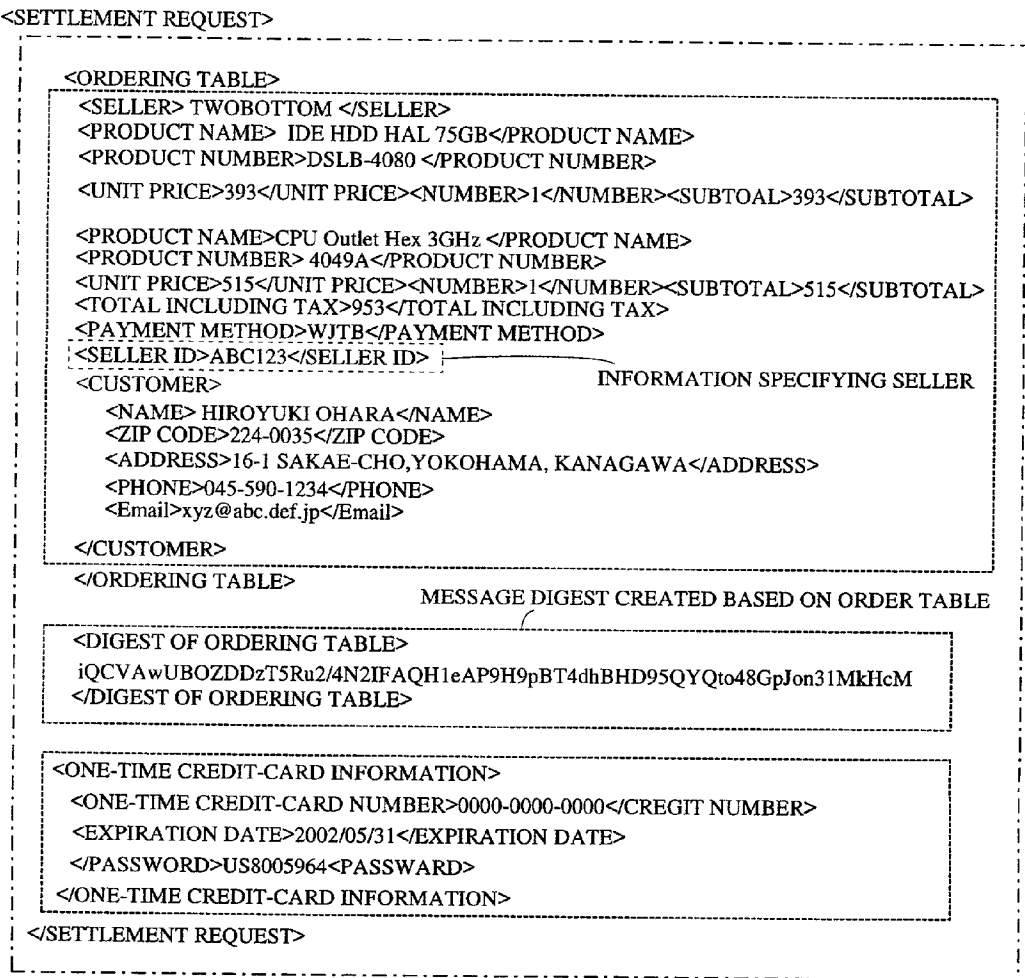 <SETTLEMENT REQUEST>
<ORDERING TABLE>
<SELLER> TWOBOTTOM </SELLER>
<PRODUCT NAME> IDE HDD HAL 75GB</PRODUCT NAME>
<PRODUCT NUMBER>DSLB-4080 </PRODUCT NUMBER>
<UNIT PRICE>393</UNIT PRICE><NUMBER>1</NUMBER><SUBTOAL>393</SUBTOTAL>
<PRODUCT NAME>CPU Outlet Hex 3GHz </PRODUCT NAME>
<PRODUCT NUMBER> 4049A</PRODUCT NUMBER>
<UNIT PRICE>515</UNIT PRICE><NUMBER>1</NUMBER><SUBTOTAL>515</SUBTOTAL>
<TOTAL INCLUDING TAX>953</TOTAL INCLUDING TAX>
<PAYMENT METHOD>WJTB</PAYMENT METHOD>
<SELLER ID>ABC123</SELLER ID>
INFORMATION SPECIFYING SELLER
<CUSTOMER>
<NAME> HIROYUKI OHARA</NAME>
<ZIP CODE>224-0035</ZIP CODE>
<ADDRESS>16-1 SAKAE-CHO,YOKOHAMA, KANAGAWA</ADDRESS>
<PHONE>045-590-1234</PHONE>
<Email>xyz@abc.def.jp</Email>
</CUSTOMER>
</ORDERING TABLE>
MESSAGE DIGEST CREATED BASED ON ORDER TABLE
<DIGEST OF ORDERING TABLE>
iQCVAwUBOZDDzT5Ru2/4N2IFAQH1eAP9H9pBT4dhBHD95QYQto48GpJon31MkHcM
</DIGEST OF ORDERING TABLE>
<ONE-TIME CREDIT-CARD INFORMATION>
<ONE-TIME CREDIT-CARD NUMBER>0000-0000-0000</CREGIT NUMBER>
<EXPIRATION DATE>2002/05/31</EXPIRATION DATE>
</PASSWORD>US8005964<PASSWARD>
</ONE-TIME CREDIT-CARD INFORMATION>
</SETTLEMENT REQUEST>